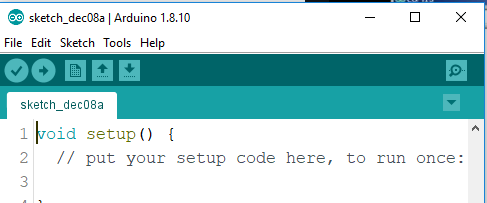 sketch_dec08a | Arduino 1.8.10
File Edit Sketch Tools Help
sketch_dec08a
1 void setup() {
2 // put your setup code here, to run once:
3